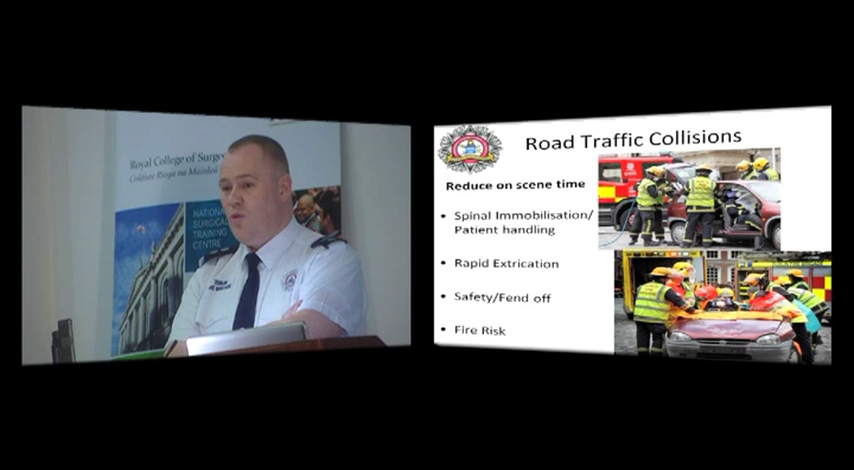 Royal College of Surge
Coláiste Ríoga na Máinleá
NATIONAL
SURGICAL
TRAINING
CENTRE
Road Traffic Collisions
Reduce on scene time
• Spinal Immobilisation/
Patient handling
• Rapid Extrication
• Safety/Fend off
• Fire Risk